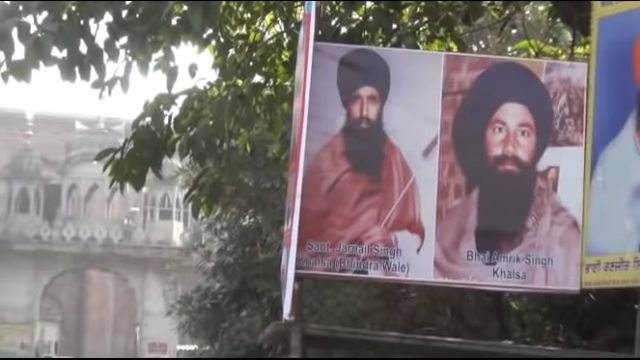 Sant. Jarnail Singh
Khalsa (Bhindra Wale)
Bhai Amrik Singh
Khalsa